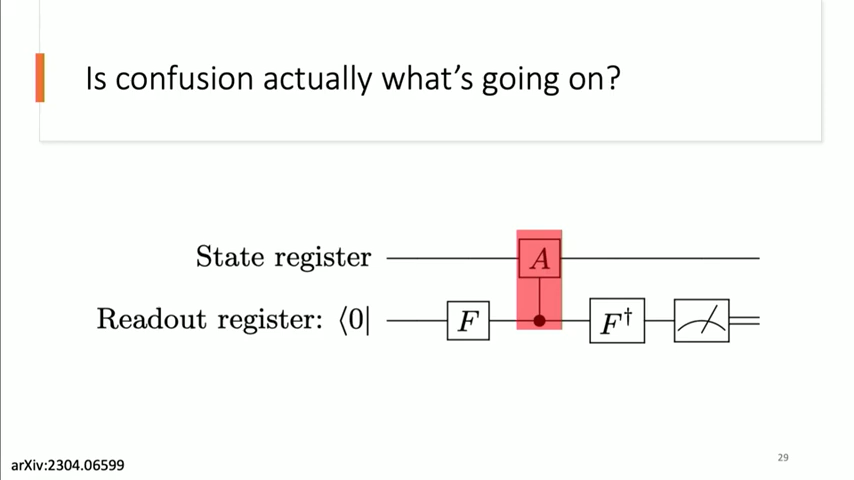 Is confusion actually what's going on?
State register
A
Readout register: ⟨0|
F
F†
arXiv:2304.06599
29